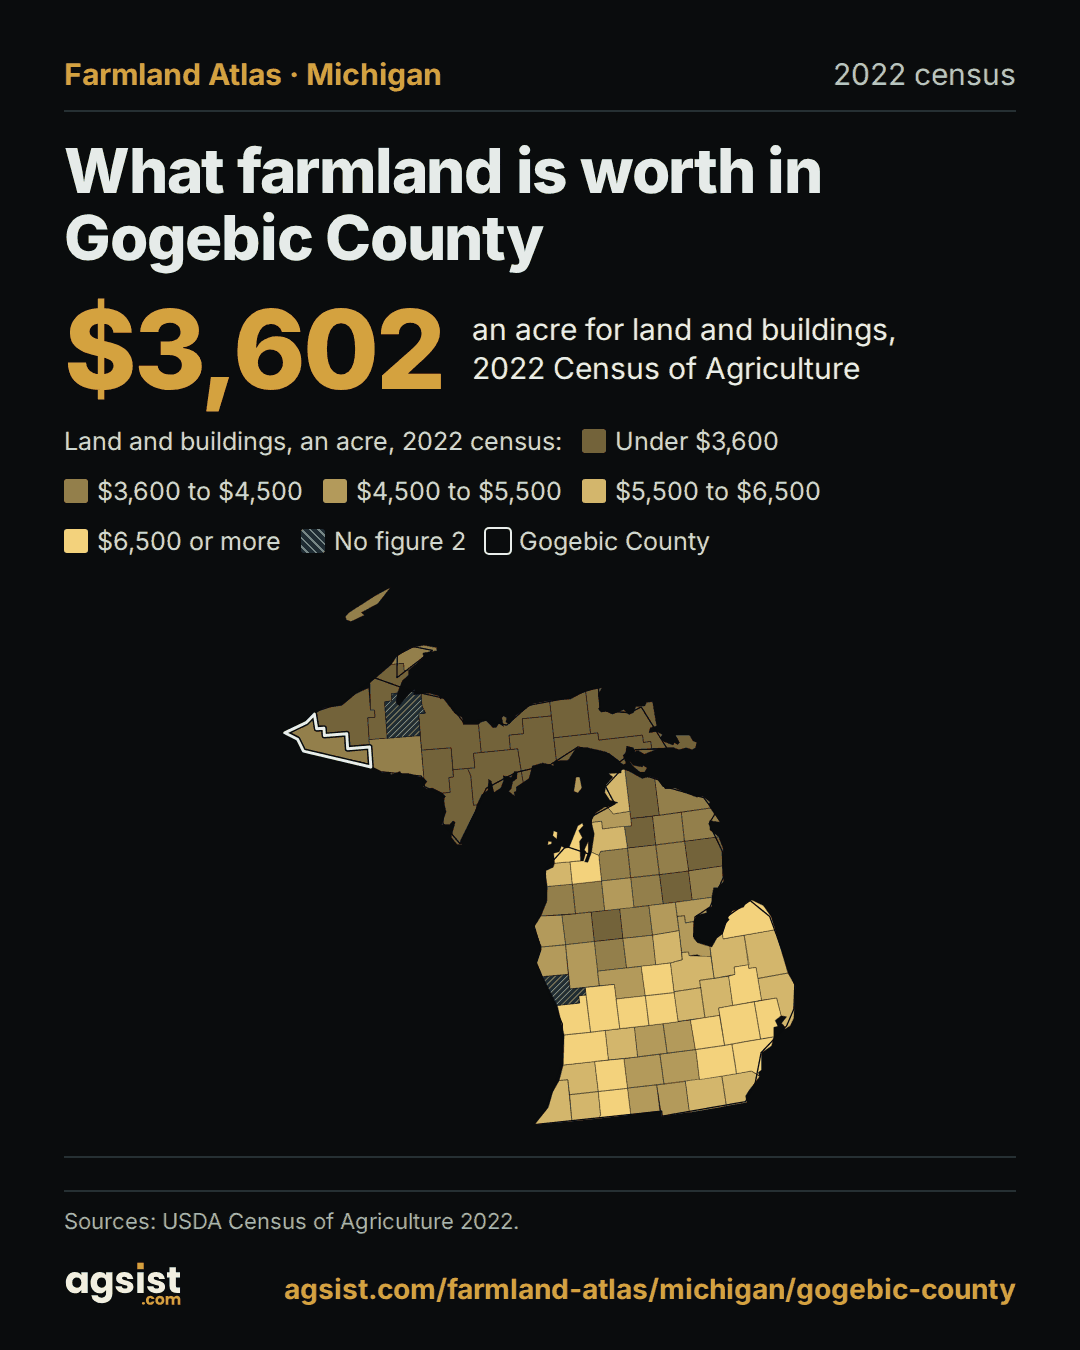 Farmland Atlas · Michigan
2022 census
What farmland is worth in
Gogebic County
$3,602
an acre for land and buildings,
2022 Census of Agriculture
Land and buildings, an acre, 2022 census:
Under $3,600
$3,600 to $4,500
$4,500 to $5,500
$5,500 to $6,500
$6,500 or more
No figure 2
Gogebic County
Sources: USDA Census of Agriculture 2022.
agsist
.com
agsist.com/farmland-atlas/michigan/gogebic-county